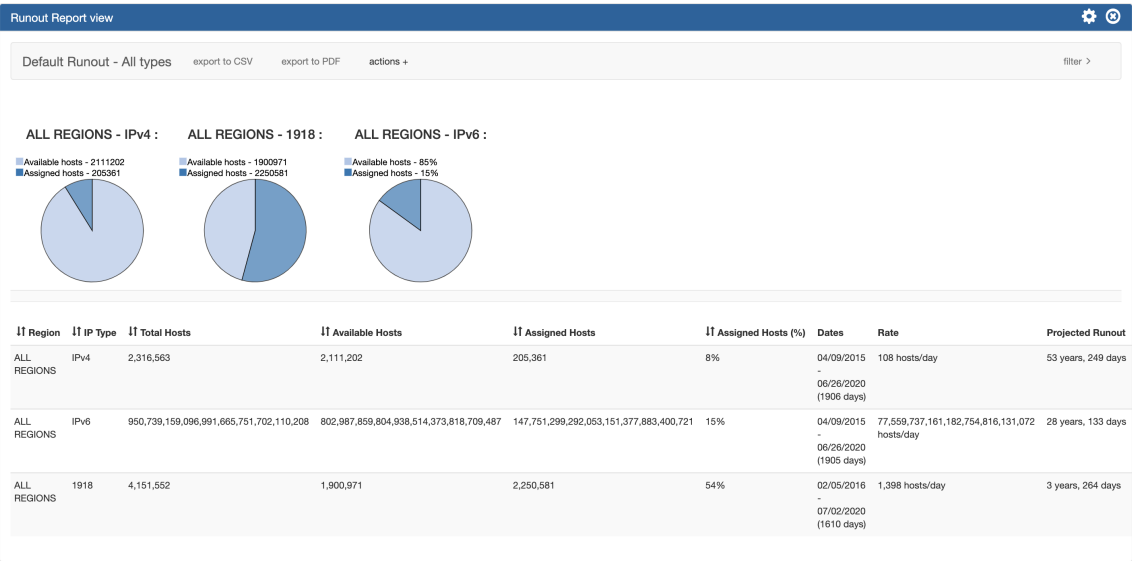 Runout Report view
Default Runout - All types export to CSV export to PDF actions + filter >
ALL REGIONS - IPv4 : ALL REGIONS - 1918 : ALL REGIONS - IPv6 :
Available hosts - 2111202 Available hosts - 1900971 Available hosts - 85%
Assigned hosts - 205361 Assigned hosts - 2250581 Assigned hosts - 15%
Region IP Type Total Hosts Available Hosts Assigned Hosts Assigned Hosts (%) Dates Rate Projected Runout
ALL IPv4 2,316,563 2,111,202 205,361 8% 04/09/2015 108 hosts/day 53 years, 249 days
REGIONS -
06/26/2020
(1906 days)
ALL IPv6 950,739,159,096,991,665,751,702,110,208 802,987,859,804,938,514,373,818,709,487 147,751,299,292,053,151,377,883,400,721 15% 04/09/2015 77,559,737,161,182,754,816,131,072 28 years, 133 days
REGIONS - hosts/day
06/26/2020
(1905 days)
ALL 1918 4,151,552 1,900,971 2,250,581 54% 02/05/2016 1,398 hosts/day 3 years, 264 days
REGIONS -
07/02/2020
(1610 days)